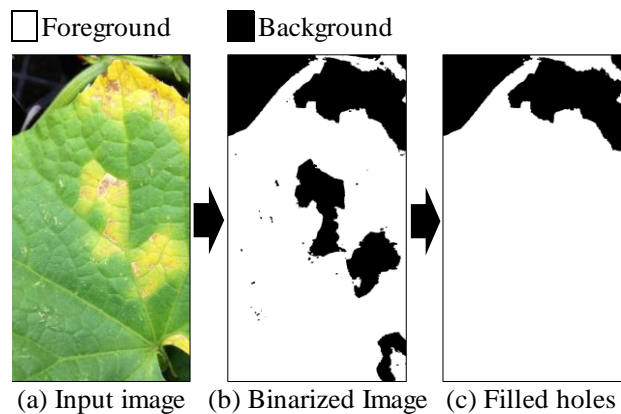 Foreground
Background
(a) Input image
(b) Binarized Image
(c) Filled holes